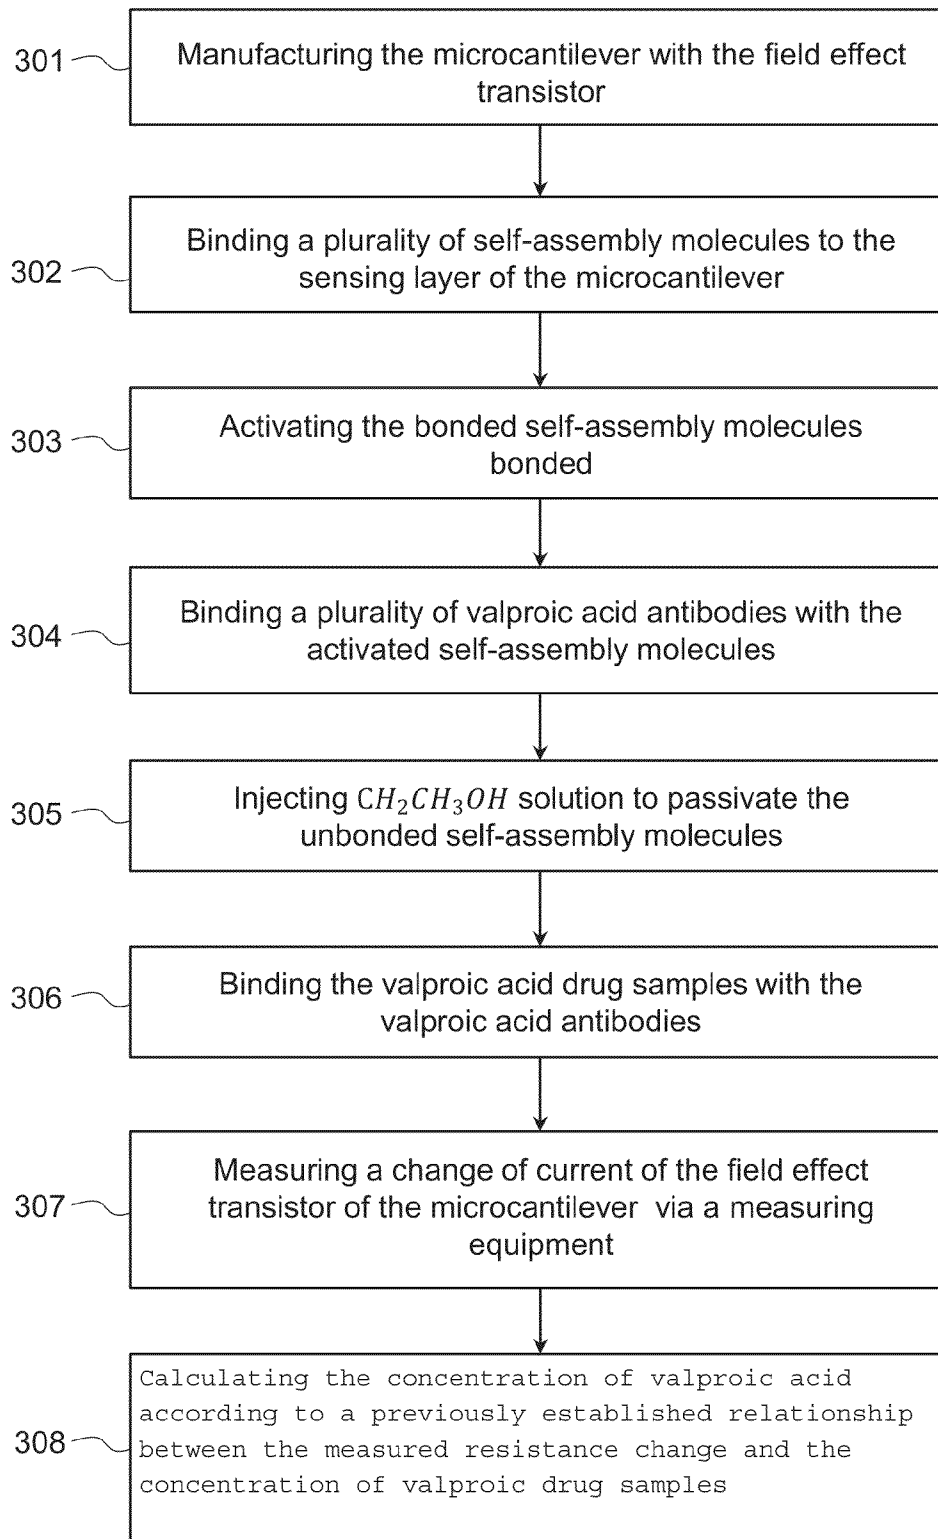 301
Manufacturing the microcantilever with the field effect
transistor
302
Binding a plurality of self-assembly molecules to the
sensing layer of the microcantilever
303
Activating the bonded self-assembly molecules
bonded
304
Binding a plurality of valproic acid antibodies with the
activated self-assembly molecules
305
Injecting CH₂CH₃OH solution to passivate the
unbonded self-assembly molecules
306
Binding the valproic acid drug samples with the
valproic acid antibodies
307
Measuring a change of current of the field effect
transistor of the microcantilever via a measuring
equipment
308
Calculating the concentration of valproic acid
according to a previously established relationship
between the measured resistance change and the
concentration of valproic drug samples